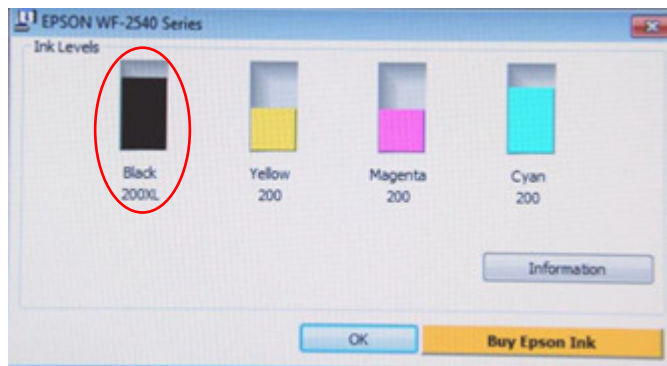 EPSON WF-2540 Series
Ink Levels
Black
200XL
Yellow
200
Magenta
200
Cyan
200
Information
OK
Buy Epson Ink